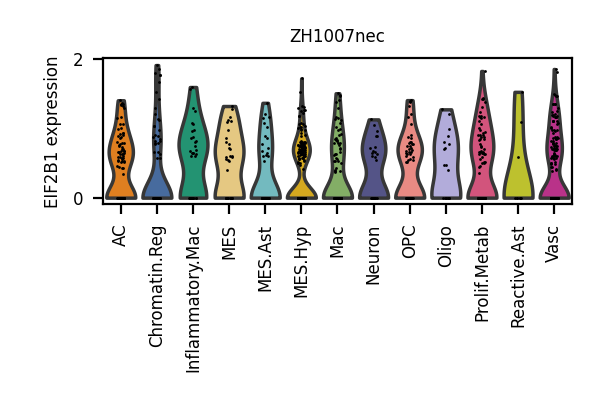 ZH1007nec
EIF2B1 expression
2
0
AC
Chromatin.Reg
Inflammatory.Mac
MES
MES.Ast
MES.Hyp
Mac
Neuron
OPC
Oligo
Prolif.Metab
Reactive.Ast
Vasc